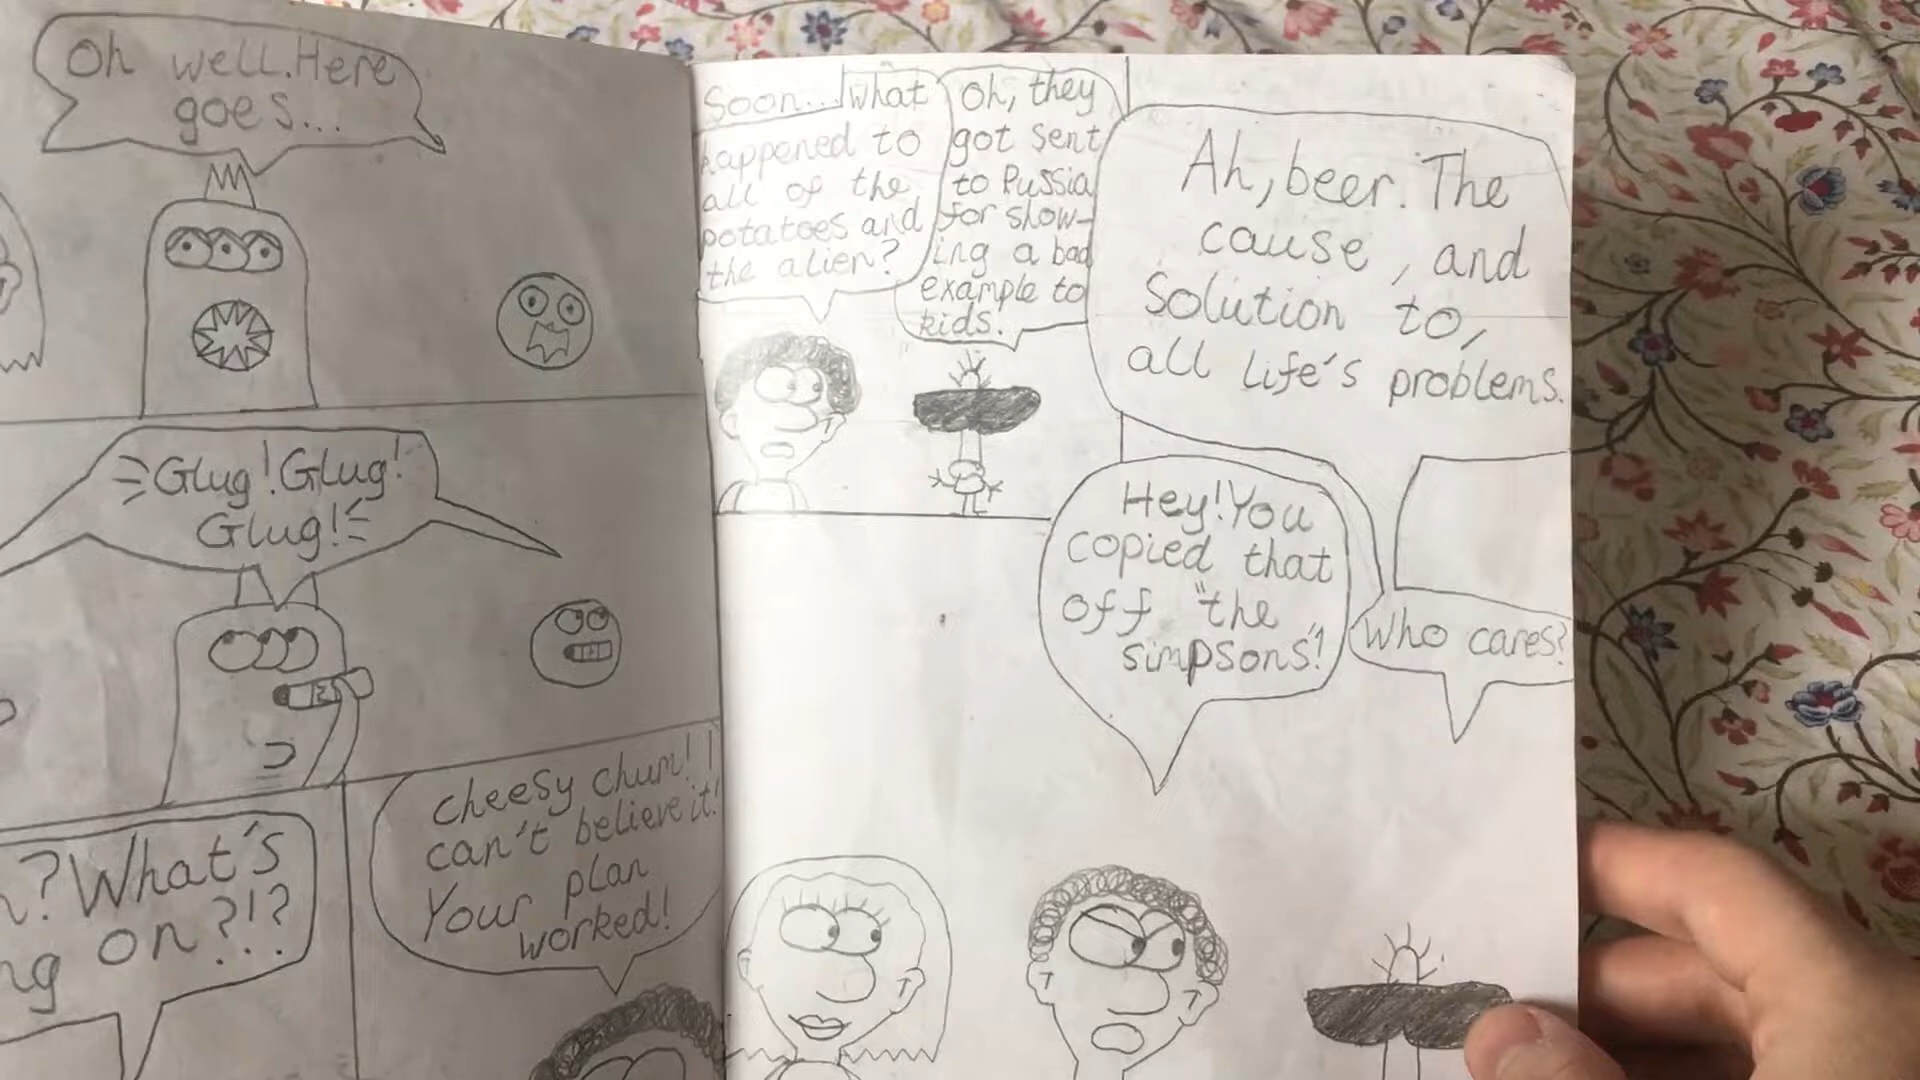 Oh well. Here
goes...
Glug! Glug!
Glug!
? What's
ng on?!?
Cheesy chum! I
can't believe it!
Your plan
worked!
Soon...
What
happened to
all of the
potatoes and
the alien?
Oh, they
got sent
to Russia
for show-
ing a bad
example to
kids!
Ah, beer. The
cause, and
Solution to,
all life's problems.
Hey! You
copied that
off "the
simpsons"!
Who cares?